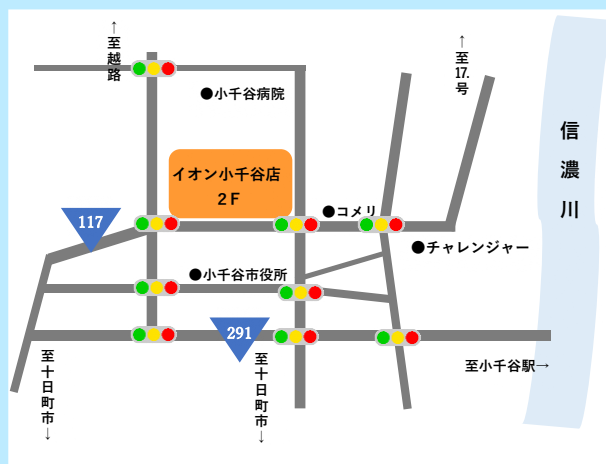 ↑至越路
↑至17.号
●小千谷病院
信濃川
イオン小千谷店
2F
●コメリ
117
●チャレンジャー
●小千谷市役所
291
至小千谷駅→
至十日町市↓
至十日町市↓